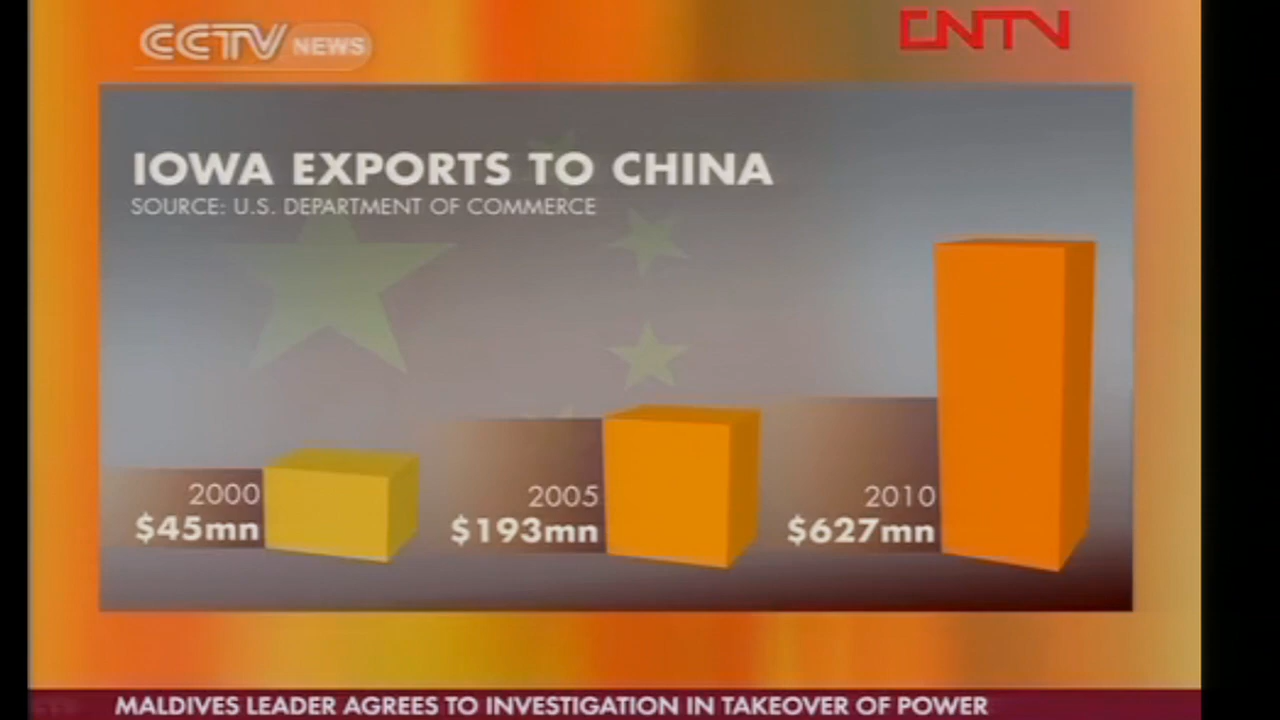 CCTV NEWS
CNTV
IOWA EXPORTS TO CHINA
SOURCE: U.S. DEPARTMENT OF COMMERCE
2000
$45mn
2005
$193mn
2010
$627mn
MALDIVES LEADER AGREES TO INVESTIGATION IN TAKEOVER OF POWER